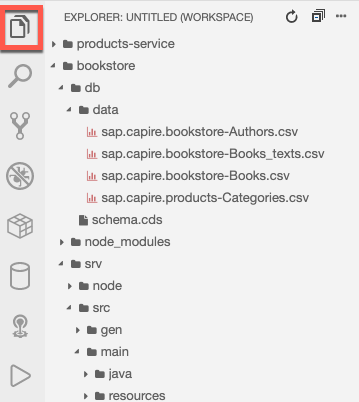 EXPLORER: UNTITLED (WORKSPACE)
products-service
bookstore
db
data
sap.capire.bookstore-Authors.csv
sap.capire.bookstore-Books_texts.csv
sap.capire.bookstore-Books.csv
sap.capire.products-Categories.csv
schema.cds
node_modules
srv
node
src
gen
main
java
resources